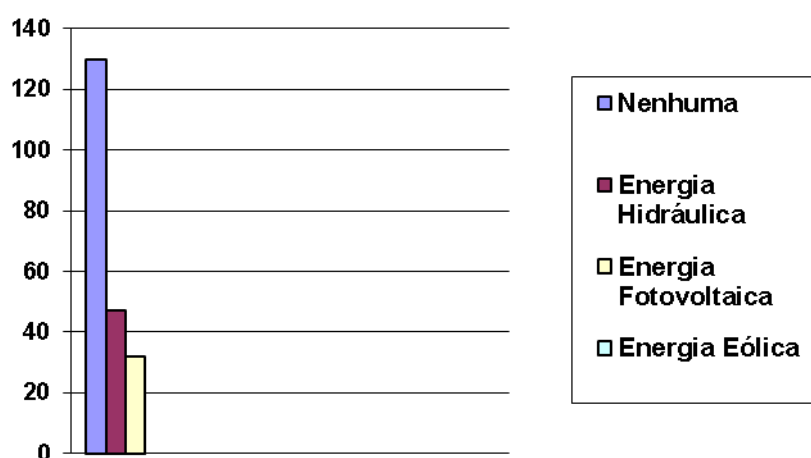 140
120
100
80
60
40
20
0
Nenhuma
Energia
Hidráulica
Energia
Fotovoltaica
Energia Eólica